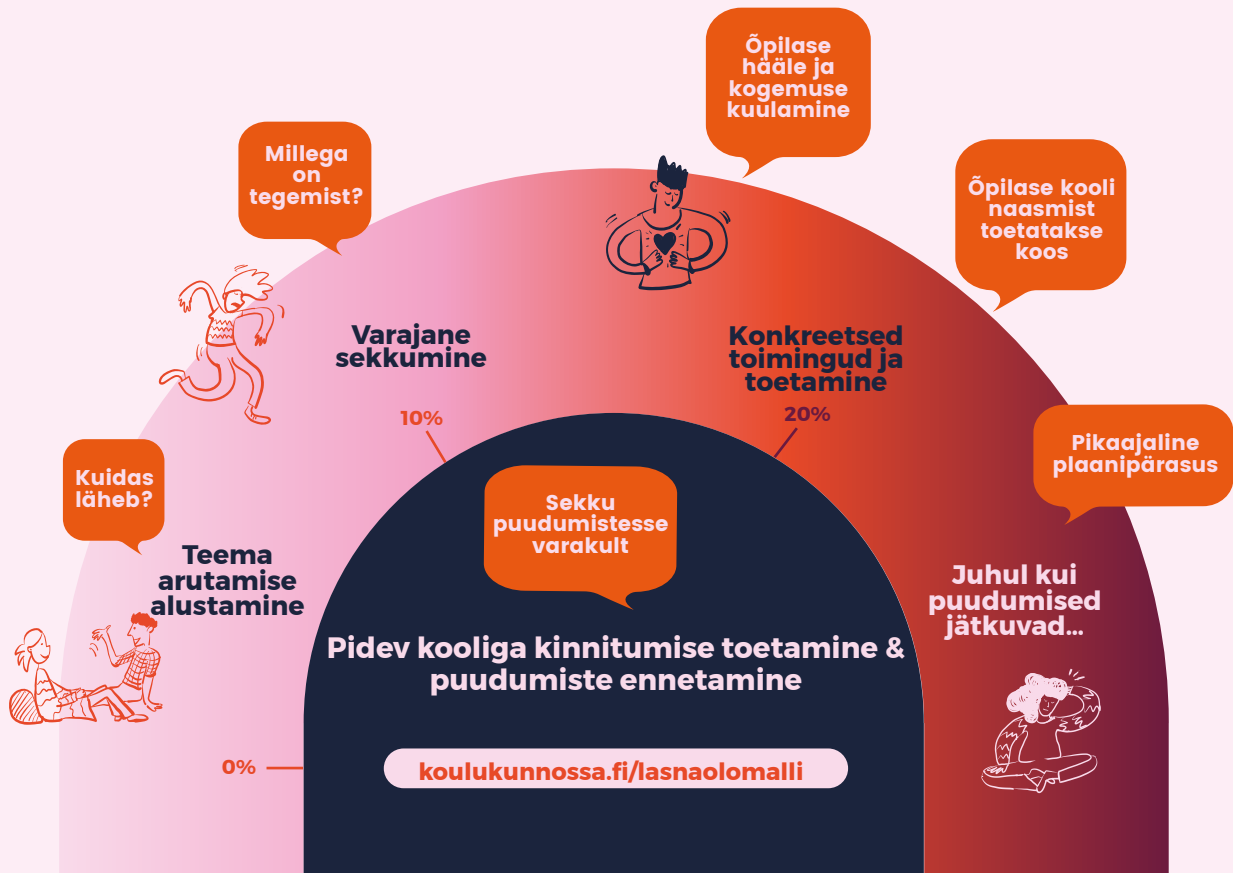 Õpilase
hääle ja
kogemuse
kuulamine
Millega
on
tegemist?
Õpilase kooli
naasmist
toetatakse
koos
Varajane
sekkumine
Konkreetsed
toimingud ja
toetamine
10%
20%
Pikaajaline
plaanipärasus
Kuidas
läheb?
Sekku
puudumistesse
varakult
Teema
arutamise
alustamine
Juhul kui
puudumised
jätkuvad...
Pidev kooliga kinnitumise toetamine &
puudumiste ennetamine
0%
koulukunnossa.fi/lasnaolomalli